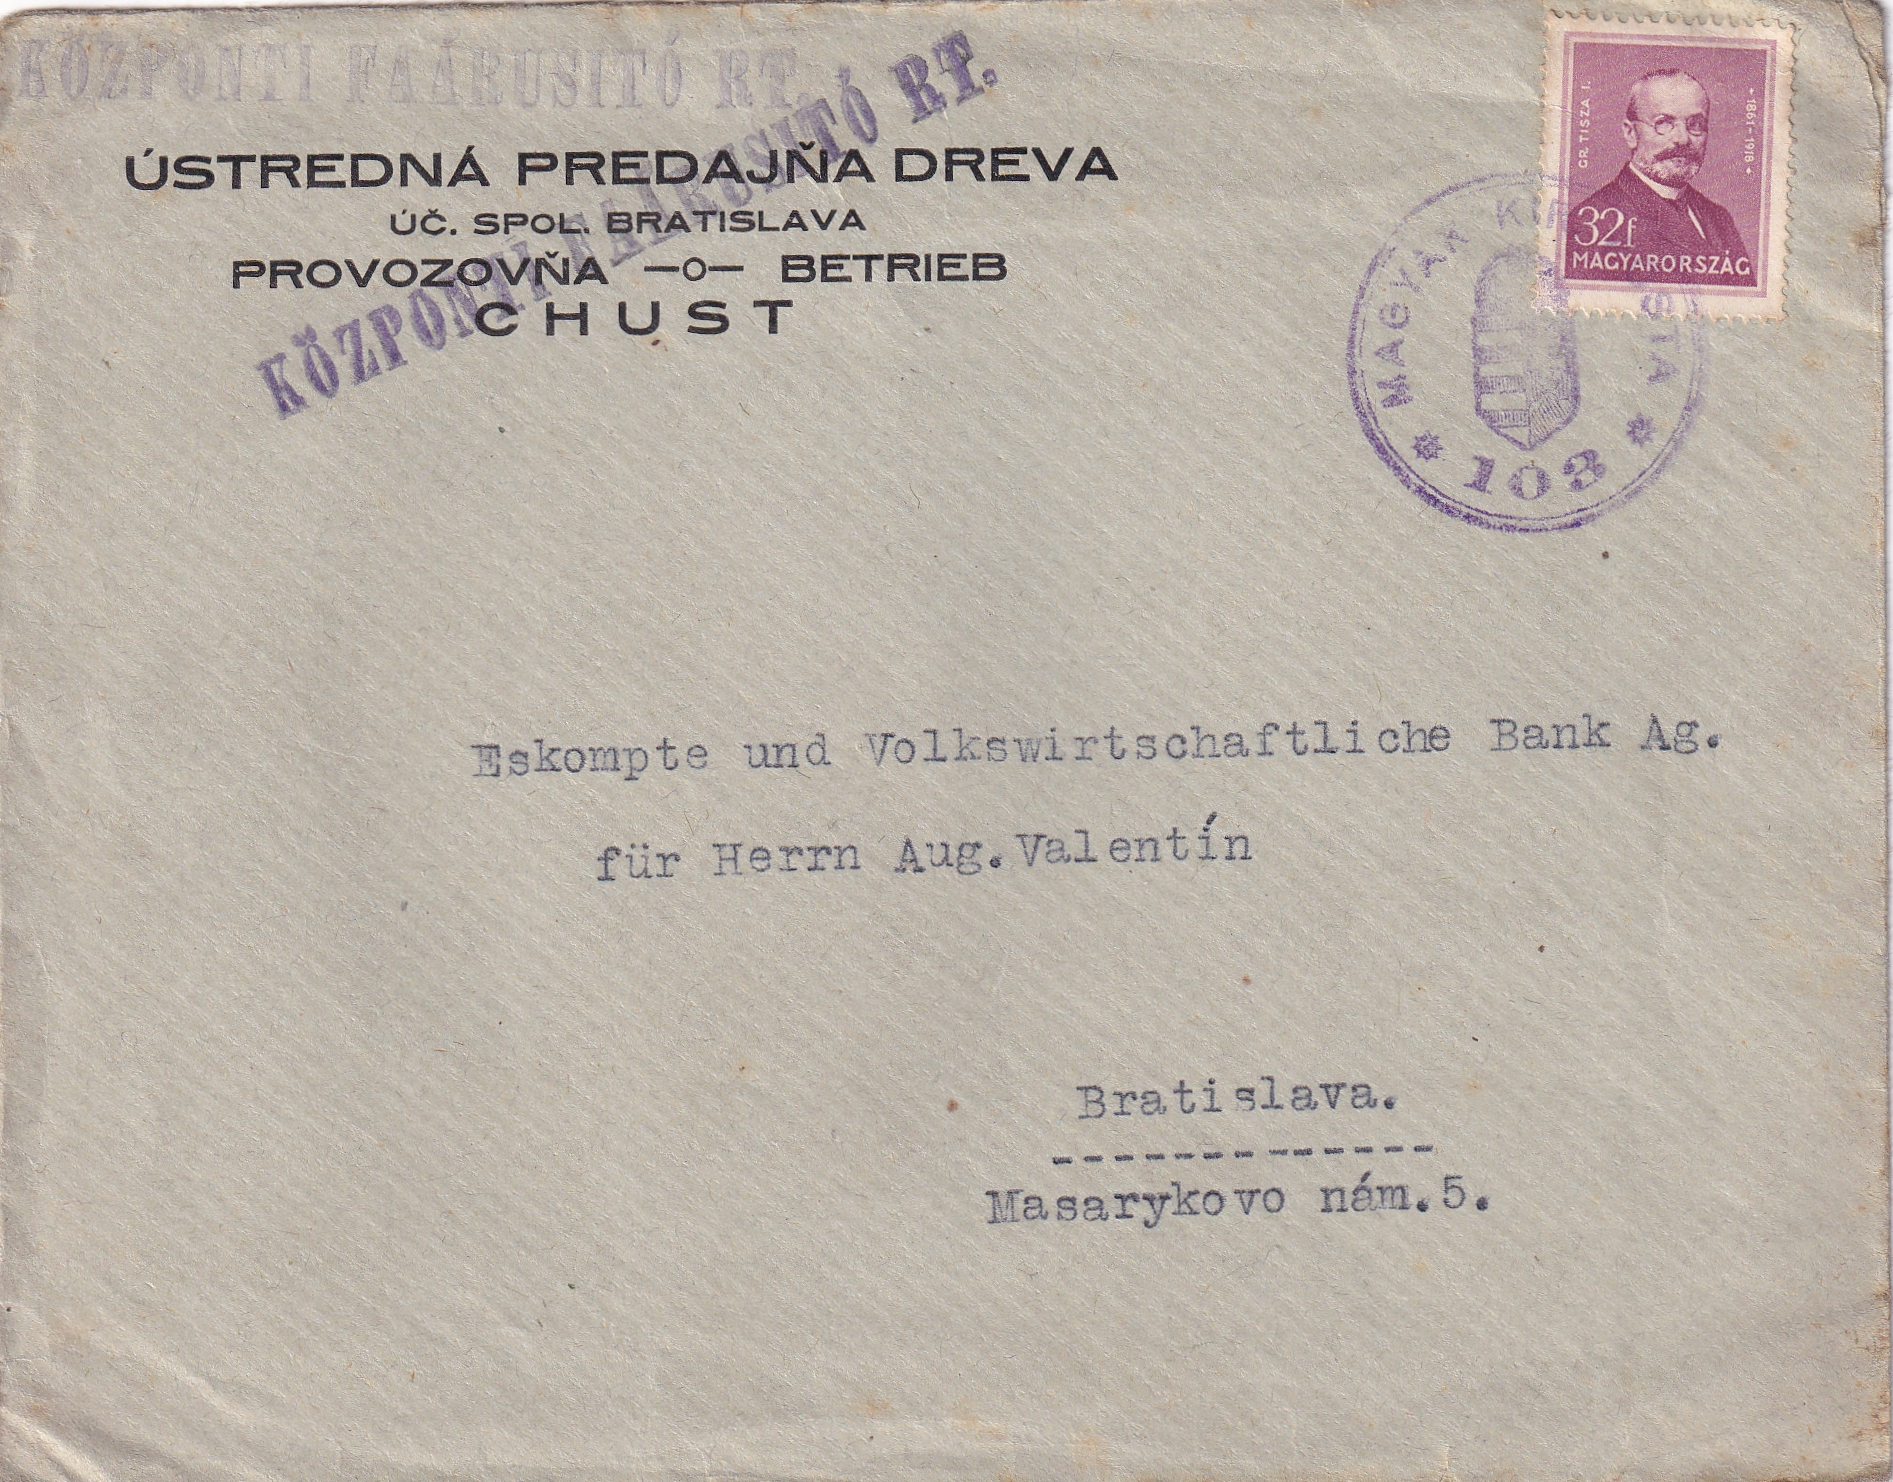 KÖZPONTI FAÁRUSITÓ RT.
KÖZPONTI FAÁRUSITÓ RT.
ÚSTREDNÁ PREDAJŇA DREVA
ÚČ. SPOL. BRATISLAVA
PROVOZOVŇA —o— BETRIEB
CHUST
GR. TISZA I.
1861-1918
32f
MAGYARORSZÁG
MAGYAR KIR
103
Eskompte und Volkswirtschaftliche Bank Ag.
für Herrn Aug. Valentín
Bratislava.
-------------
Masarykovo nám.5.